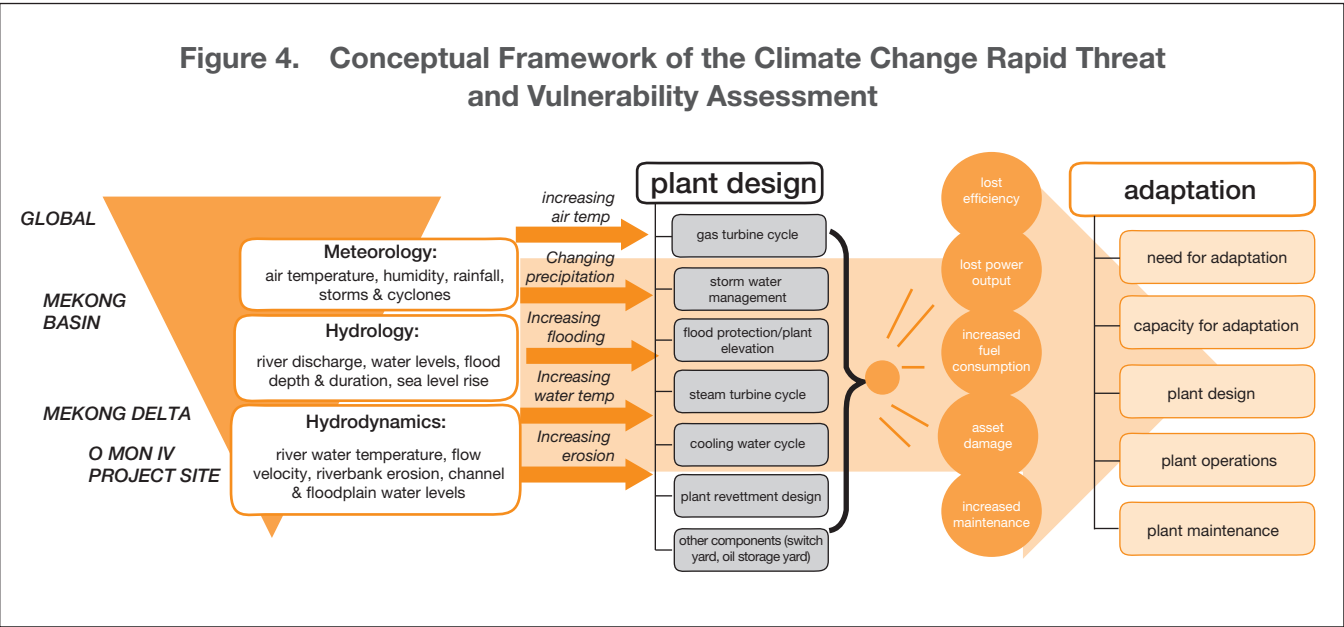 Figure 4. Conceptual Framework of the Climate Change Rapid Threat
and Vulnerability Assessment
GLOBAL
MEKONG
BASIN
MEKONG DELTA
O MON IV
PROJECT SITE
Meteorology:
air temperature, humidity, rainfall,
storms & cyclones
Hydrology:
river discharge, water levels, flood
depth & duration, sea level rise
Hydrodynamics:
river water temperature, flow
velocity, riverbank erosion, channel
& floodplain water levels
increasing
air temp
Changing
precipitation
Increasing
flooding
Increasing
water temp
Increasing
erosion
plant design
gas turbine cycle
storm water
management
flood protection/plant
elevation
steam turbine cycle
cooling water cycle
plant revettment design
other components (switch
yard, oil storage yard)
lost
efficiency
lost power
output
increased
fuel
consumption
asset
damage
increased
maintenance
adaptation
need for adaptation
capacity for adaptation
plant design
plant operations
plant maintenance